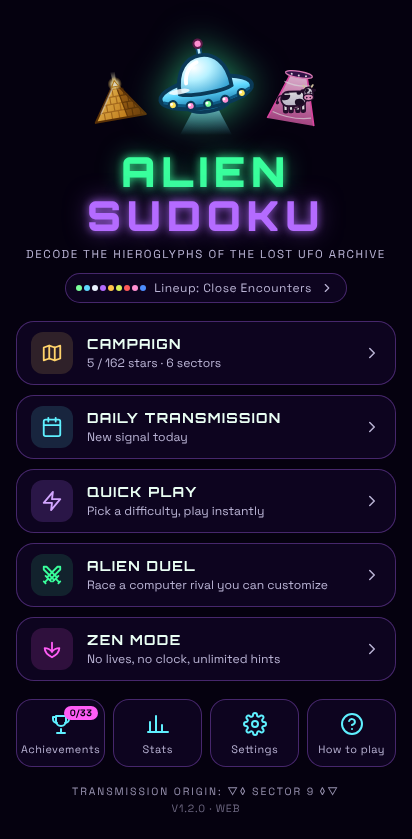 ALIEN
SUDOKU
DECODE THE HIEROGLYPHS OF THE LOST UFO ARCHIVE
Lineup: Close Encounters
CAMPAIGN
5 / 162 stars · 6 sectors
DAILY TRANSMISSION
New signal today
QUICK PLAY
Pick a difficulty, play instantly
ALIEN DUEL
Race a computer rival you can customize
ZEN MODE
No lives, no clock, unlimited hints
0/33
Achievements
Stats
Settings
How to play
TRANSMISSION ORIGIN: ▽◊ SECTOR 9 ◊▽
V1.2.0 · WEB